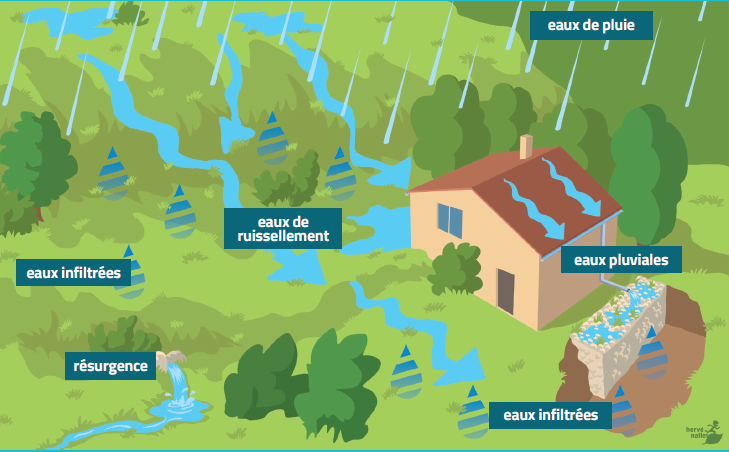 eaux de pluie
eaux de
ruissellement
eaux pluviales
eaux infiltrées
résurgence
eaux infiltrées
hervé
nallet